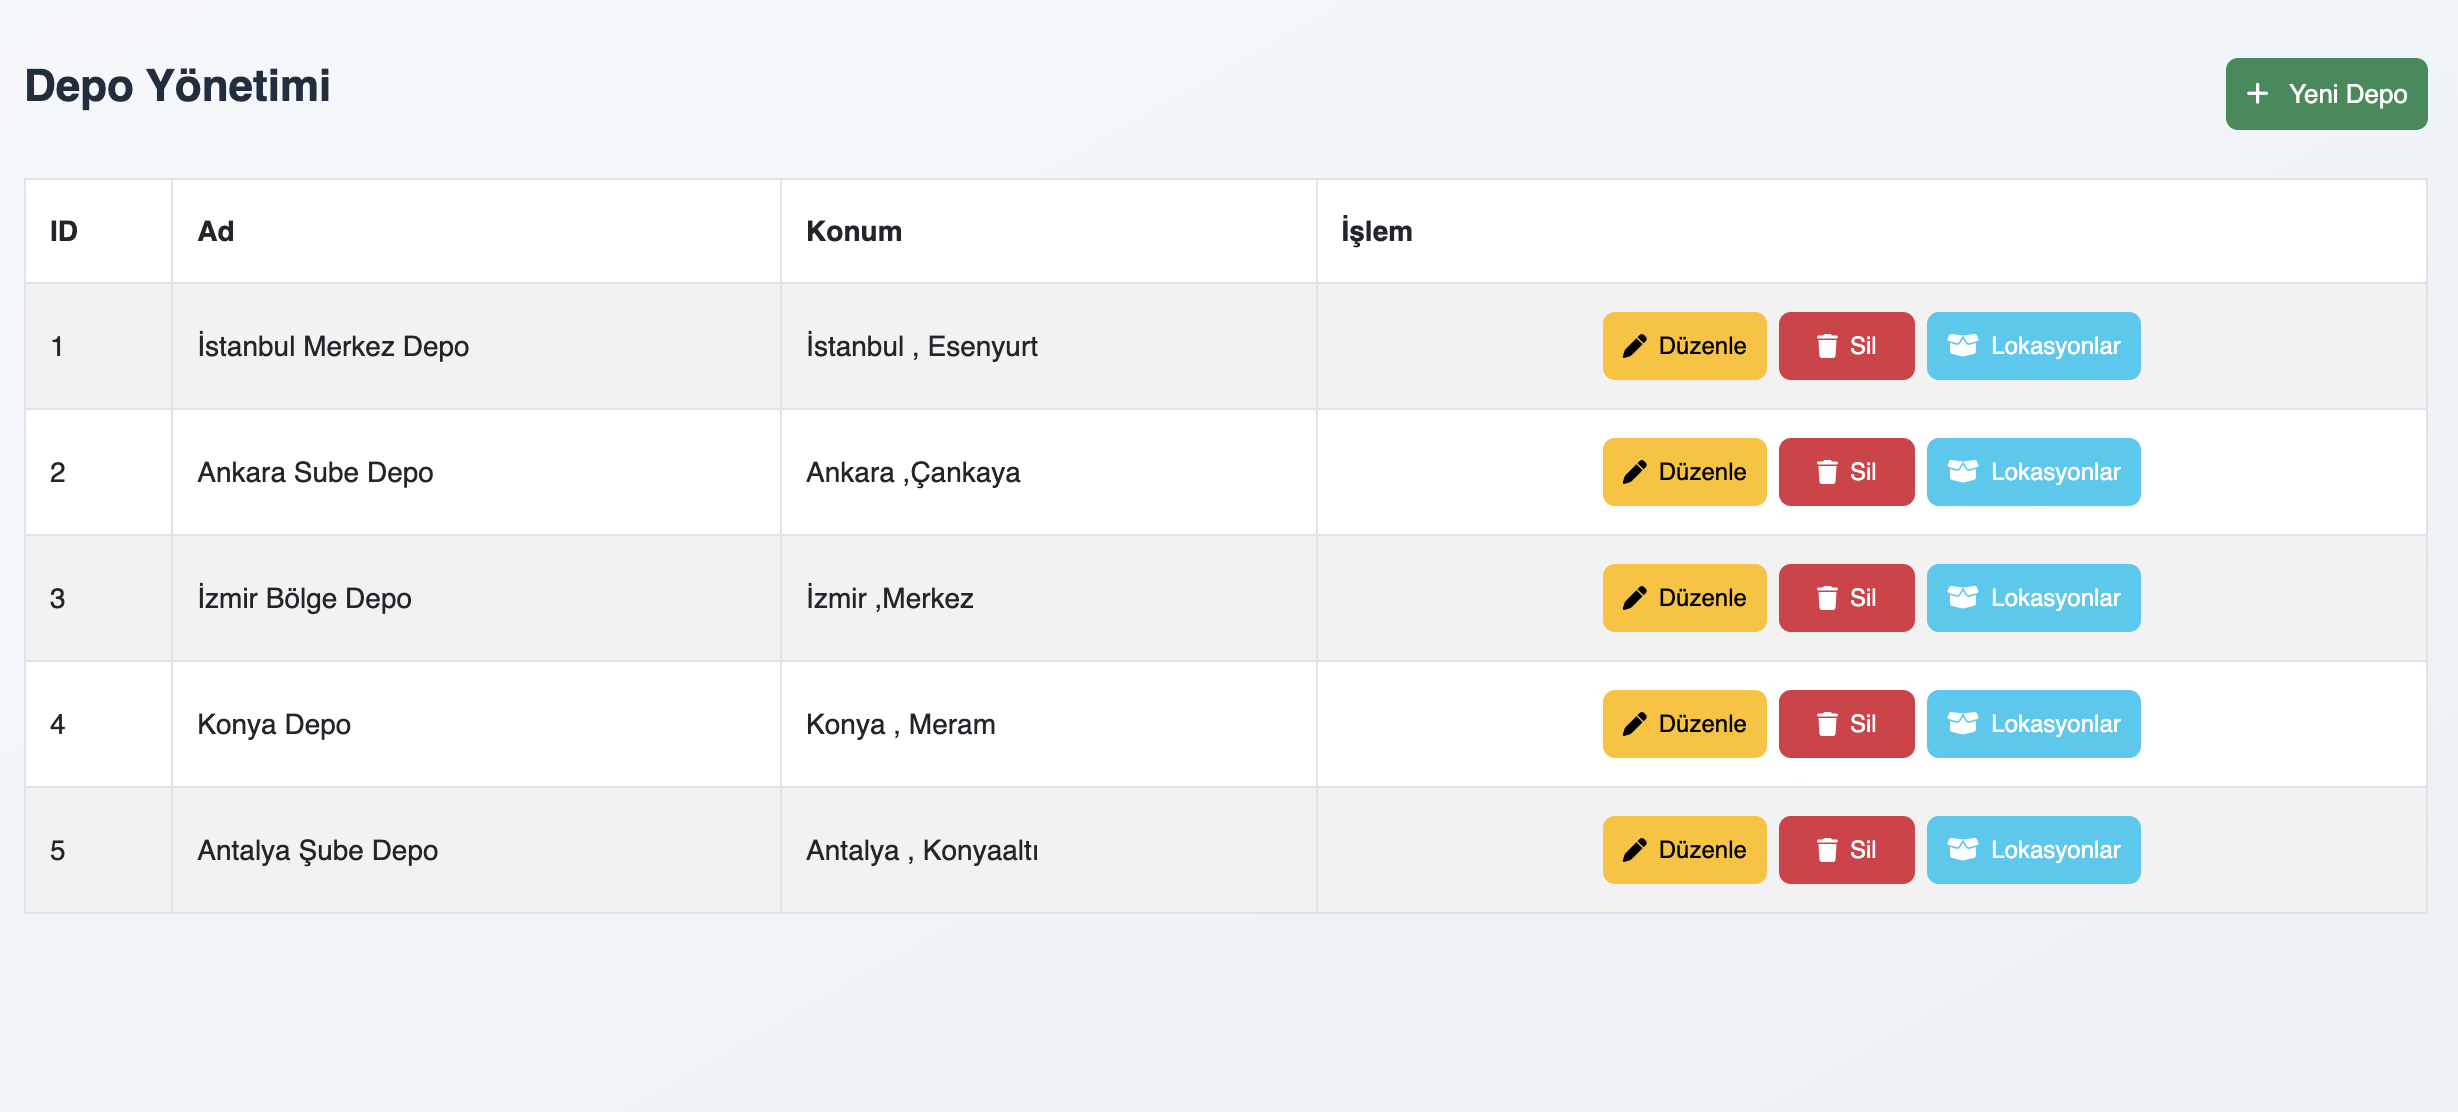 Depo Yönetimi
+ Yeni Depo
ID Ad Konum İşlem
1 İstanbul Merkez Depo İstanbul , Esenyurt Düzenle Sil Lokasyonlar
2 Ankara Sube Depo Ankara ,Çankaya Düzenle Sil Lokasyonlar
3 İzmir Bölge Depo İzmir ,Merkez Düzenle Sil Lokasyonlar
4 Konya Depo Konya , Meram Düzenle Sil Lokasyonlar
5 Antalya Şube Depo Antalya , Konyaaltı Düzenle Sil Lokasyonlar